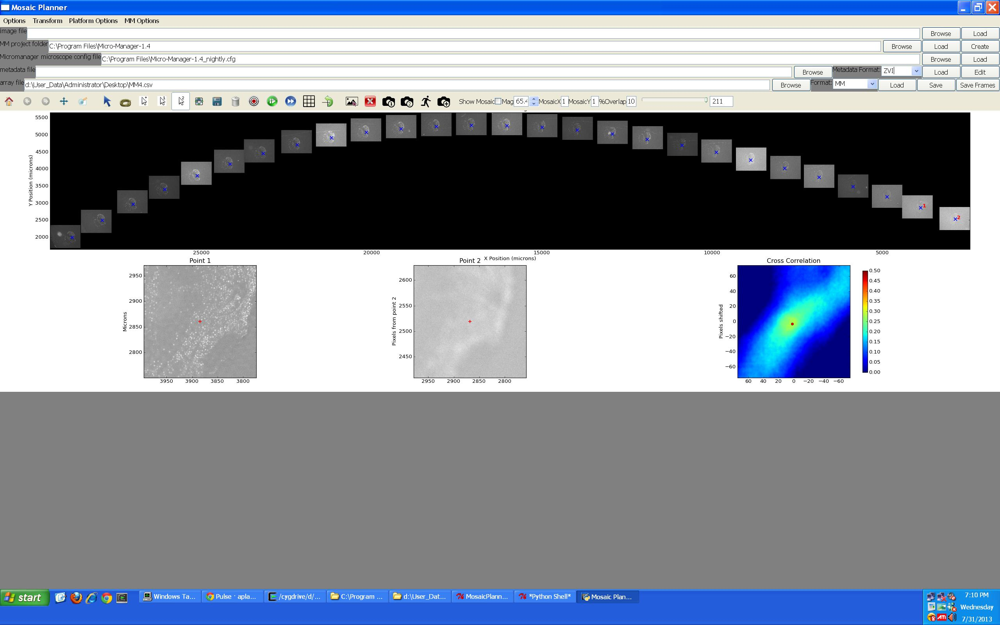 Mosaic Planner
Options Transform Platform Options MM Options
image file Browse Load
MM project folder C:\Program Files\Micro-Manager-1.4 Browse Load Create
Micromanager microscope config file C:\Program Files\Micro-Manager-1.4_nightly.cfg Browse Load
metadata file Browse Metadata Format: ZVI Load Edit
array file d:\User_Data\Administrator\Desktop\MM4.csv Browse Format: MM Load Save Save Frames
1 2 1 2 Show Mosaic Mag 65.4 MosaicX 1 MosaicY 1 %Overlap 10 211
Y Position (microns)
5500
5000
4500
4000
3500
3000
2500
2000
1
2
25000 20000 15000 10000 5000
X Position (microns)
Point 1
Microns
2950
2900
2850
2800
3950 3900 3850 3800
Point 2
Pixels from point 2
2600
2550
2500
2450
2950 2900 2850 2800
Cross Correlation
Pixels shifted
60
40
20
0
−20
−40
−60
60 40 20 0 −20 −40 −60
0.50
0.45
0.40
0.35
0.30
0.25
0.20
0.15
0.10
0.05
0.00
start Windows Ta... Pulse · apla... /cygdrive/d/... C:\Program ... d:\User_Dat... MosaicPlann... *Python Shell* Mosaic Plan...
7:10 PM
Wednesday
ATI 7/31/2013